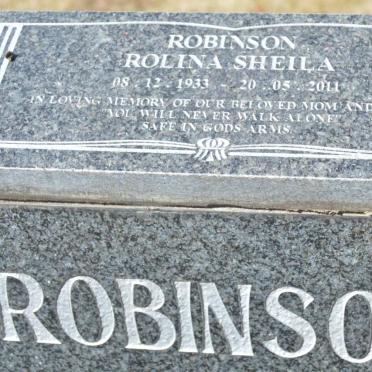 ROBINSON
ROLINA SHEILA
08 . 12 . 1933 - 20 . 05 . 2011
IN LOVING MEMORY OF OUR BELOVED MOM AND
"YOU WILL NEVER WALK ALONE"
SAFE IN GODS ARMS.
ROBINSO